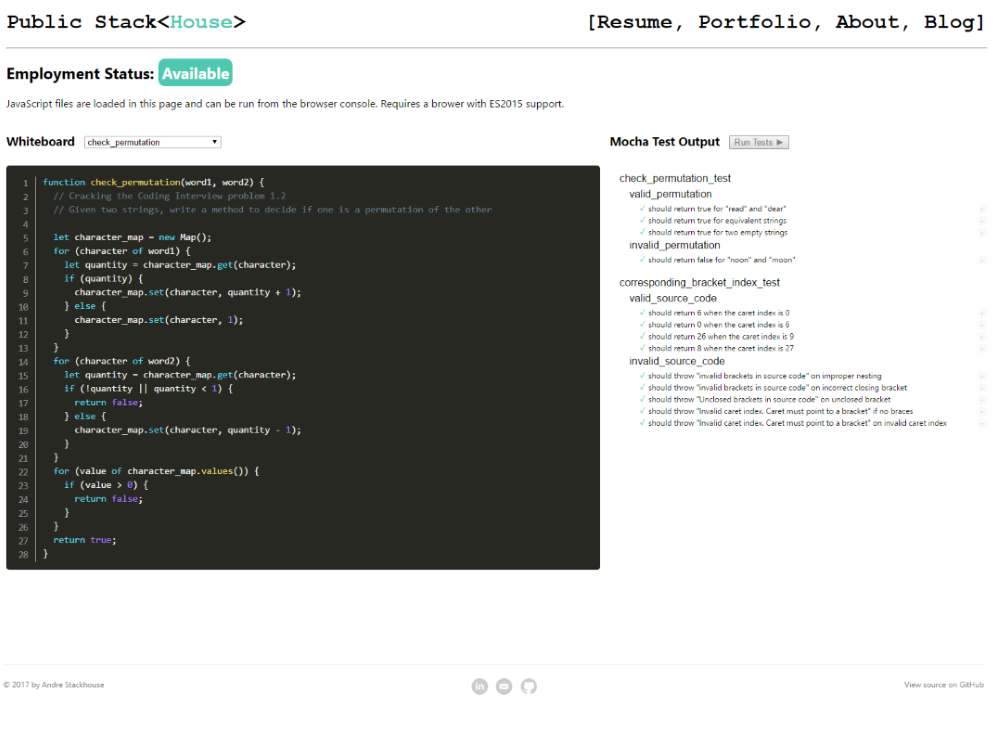 Public Stack<House>
[Resume, Portfolio, About, Blog]
Employment Status: Available
JavaScript files are loaded in this page and can be run from the browser console. Requires a brower with ES2015 support.
Whiteboard check_permutation
1 function check_permutation(word1, word2) {
2 // Cracking the Coding Interview problem 1.2
3 // Given two strings, write a method to decide if one is a permutation of the other
4
5 let character_map = new Map();
6 for (character of word1) {
7 let quantity = character_map.get(character);
8 if (quantity) {
9 character_map.set(character, quantity + 1);
10 } else {
11 character_map.set(character, 1);
12 }
13 }
14 for (character of word2) {
15 let quantity = character_map.get(character);
16 if (!quantity || quantity < 1) {
17 return false;
18 } else {
19 character_map.set(character, quantity - 1);
20 }
21 }
22 for (value of character_map.values()) {
23 if (value > 0) {
24 return false;
25 }
26 }
27 return true;
28 }
Mocha Test Output Run Tests ►
check_permutation_test
valid_permutation
✓ should return true for "read" and "dear"
✓ should return true for equivalent strings
✓ should return true for two empty strings
invalid_permutation
✓ should return false for "noon" and "moon"
corresponding_bracket_index_test
valid_source_code
✓ should return 6 when the caret index is 0
✓ should return 0 when the caret index is 6
✓ should return 26 when the caret index is 9
✓ should return 8 when the caret index is 27
invalid_source_code
✓ should throw "invalid brackets in source code" on improper nesting
✓ should throw "invalid brackets in source code" on incorrect closing bracket
✓ should throw "Unclosed brackets in source code" on unclosed bracket
✓ should throw "Invalid caret index. Caret must point to a bracket" if no braces
✓ should throw "Invalid caret index. Caret must point to a bracket" on invalid caret index
© 2017 by Andre Stackhouse
in
View source on GitHub